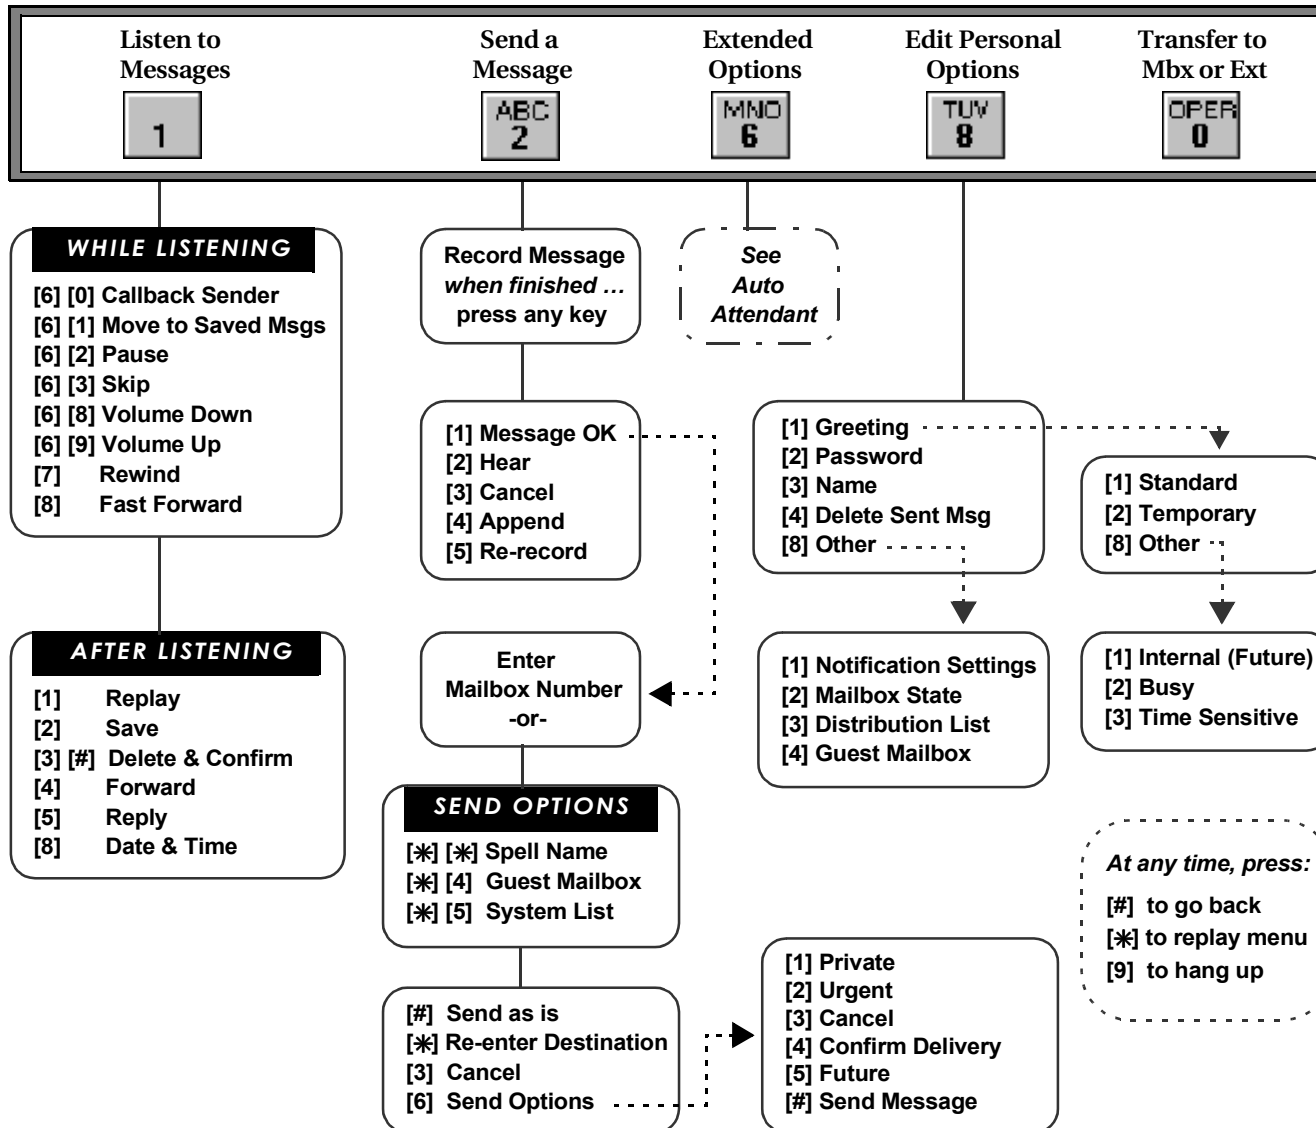 Listen to
Messages
1
Send a
Message
ABC
2
Extended
Options
MNO
6
Edit Personal
Options
TUV
8
Transfer to
Mbx or Ext
OPER
0
WHILE LISTENING
[6] [0] Callback Sender
[6] [1] Move to Saved Msgs
[6] [2] Pause
[6] [3] Skip
[6] [8] Volume Down
[6] [9] Volume Up
[7] Rewind
[8] Fast Forward
AFTER LISTENING
[1] Replay
[2] Save
[3] [#] Delete & Confirm
[4] Forward
[5] Reply
[8] Date & Time
Record Message
when finished ...
press any key
[1] Message OK
[2] Hear
[3] Cancel
[4] Append
[5] Re-record
Enter
Mailbox Number
-or-
SEND OPTIONS
[*] [*] Spell Name
[*] [4] Guest Mailbox
[*] [5] System List
[#] Send as is
[*] Re-enter Destination
[3] Cancel
[6] Send Options
[1] Private
[2] Urgent
[3] Cancel
[4] Confirm Delivery
[5] Future
[#] Send Message
See
Auto
Attendant
[1] Greeting
[2] Password
[3] Name
[4] Delete Sent Msg
[8] Other
[1] Notification Settings
[2] Mailbox State
[3] Distribution List
[4] Guest Mailbox
[1] Standard
[2] Temporary
[8] Other
[1] Internal (Future)
[2] Busy
[3] Time Sensitive
At any time, press:
[#] to go back
[*] to replay menu
[9] to hang up